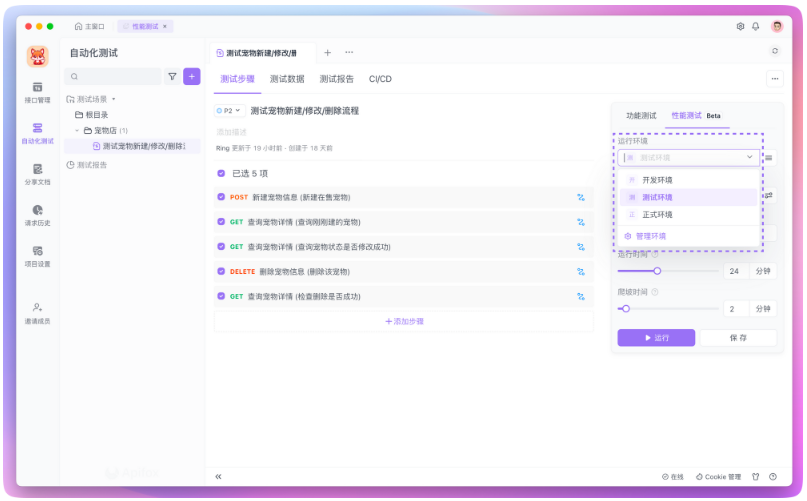 主窗口
性能测试
自动化测试
测试宠物新建/修改/册
测试步骤 测试数据 测试报告 CI/CD
接口管理
自动化测试
分享文档
请求历史
项目设置
邀请成员
测试场景
根目录
宠物店 (1)
测试宠物新建/修改/删除
测试报告
P2 测试宠物新建/修改/删除流程
添加描述
Ring 更新于 19 小时前 · 创建于 18 天前
已选 5 项
POST 新建宠物信息 (新建在售宠物)
GET 查询宠物详情 (查询刚刚建的宠物)
GET 查询宠物详情 (查询宠物状态是否修改成功)
DELETE 删除宠物信息 (删除该宠物)
GET 查询宠物详情 (检查删除是否成功)
添加步骤
功能测试 性能测试 Beta
运行环境
测 测试环境
开 开发环境
测 测试环境
正 正式环境
管理环境
运行时间
24 分钟
爬坡时间
2 分钟
运行 保存
在线 Cookie 管理